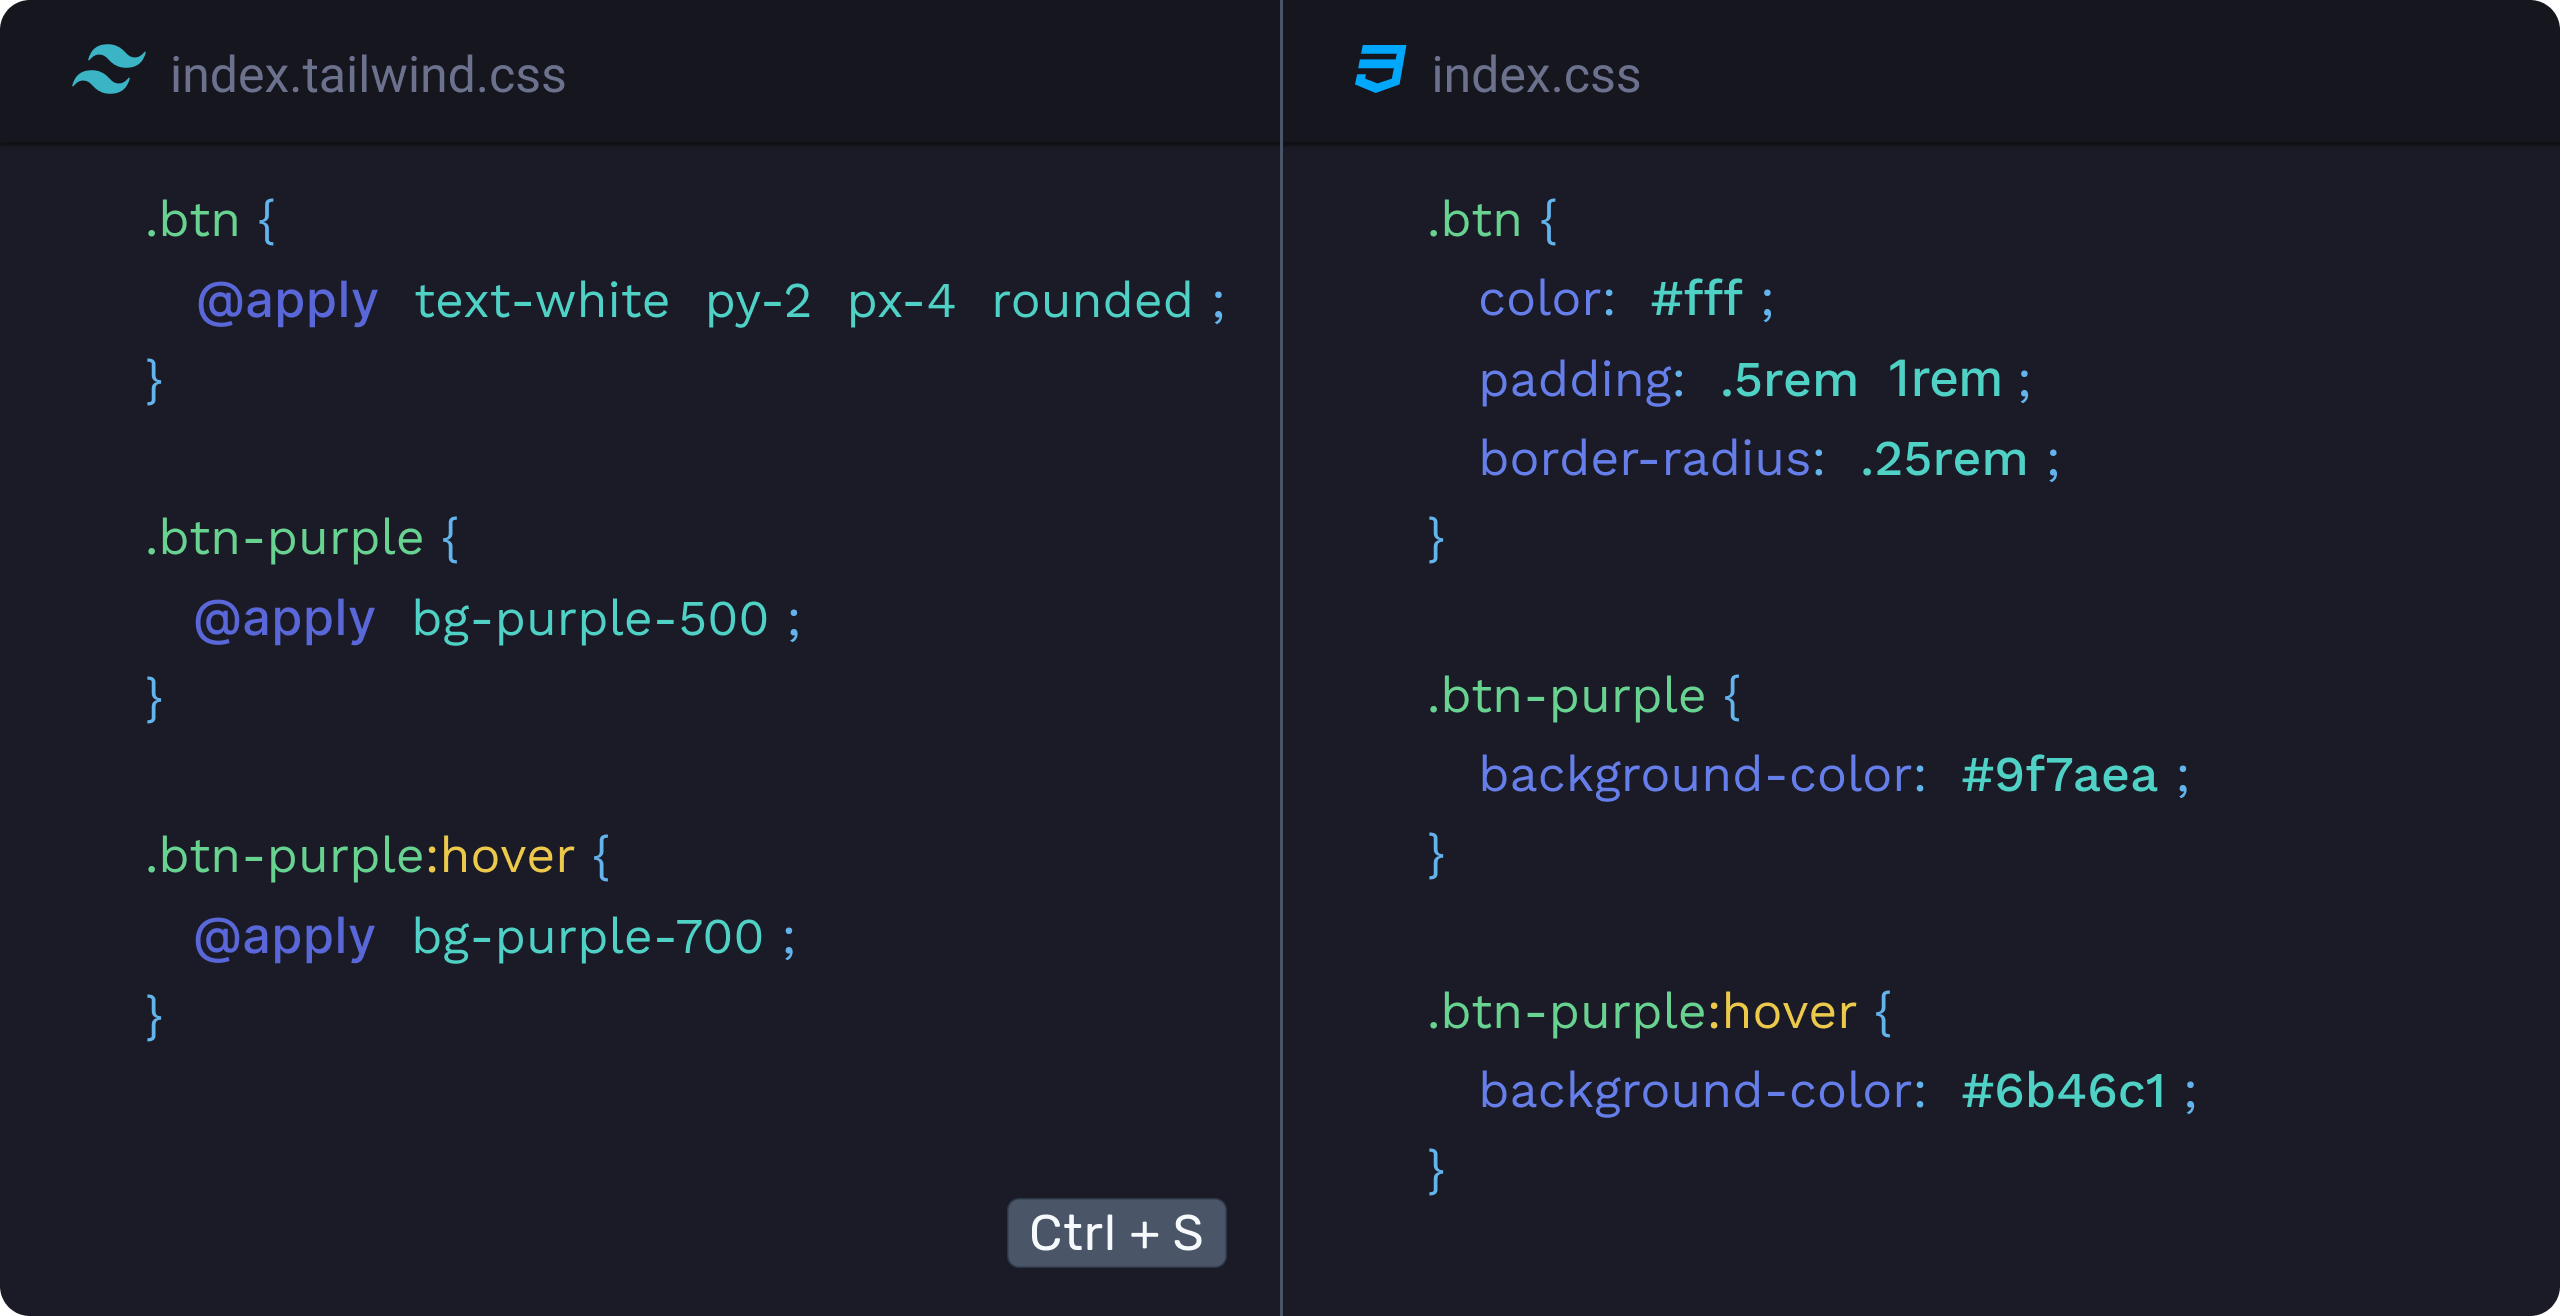 index.tailwind.css
.btn {
@apply text-white py-2 px-4 rounded ;
}
.btn-purple {
@apply bg-purple-500 ;
}
.btn-purple:hover {
@apply bg-purple-700 ;
}
Ctrl + S
index.css
.btn {
color: #fff ;
padding: .5rem 1rem ;
border-radius: .25rem ;
}
.btn-purple {
background-color: #9f7aea ;
}
.btn-purple:hover {
background-color: #6b46c1 ;
}